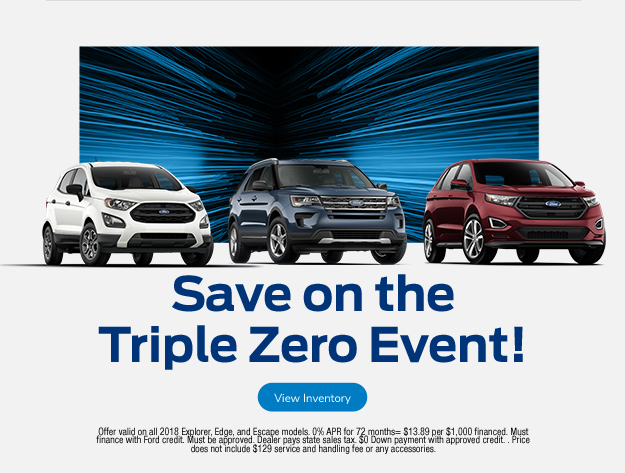 Save on the
Triple Zero Event!
View Inventory
Offer valid on all 2018 Explorer, Edge, and Escape models. 0% APR for 72 months= $13.89 per $1,000 financed. Must
finance with Ford credit. Must be approved. Dealer pays state sales tax. $0 Down payment with approved credit. . Price
does not include $129 service and handling fee or any accessories.